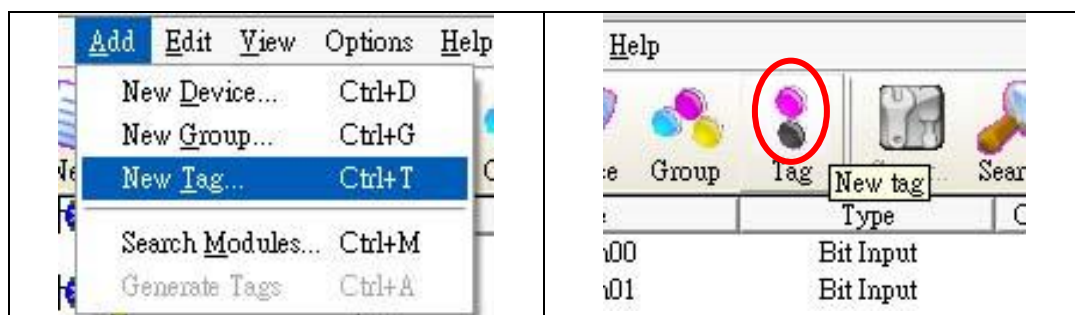 Add Edit View Options Help
New Device... Ctrl+D
New Group... Ctrl+G
New Tag... Ctrl+T
Search Modules... Ctrl+M
Generate Tags Ctrl+A
Help
Group Tag
New tag
Type
Bit Input
Bit Input